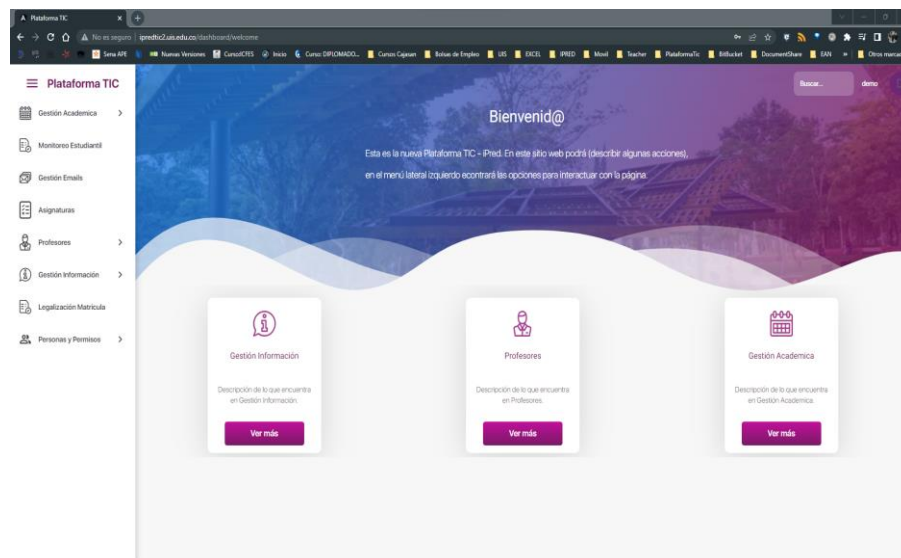 Plataforma TIC
No es seguro | ipredtic2.uis.edu.co/dashboard/welcome
Sena APE
Nuevas Versiones
CursosCfES
Inicio
Curso: DIPLOMADO...
Cursos Cajasan
Bolsas de Empleo
UIS
EXCEL
IPRED
Movil
Teacher
PlataformaTic
BitBucket
DocumentShare
EAN
»
Otros marcad
Plataforma TIC
Buscar...
demo
Gestión Academica
Monitoreo Estudiantil
Gestión Emails
Asignaturas
Profesores
Gestión Información
Legalización Matricula
Personas y Permisos
Bienvenid@
Esta es la nueva Plataforma TIC - iPred. En este sitio web podrá (describir algunas acciones),
en el menú lateral izquierdo econtrará las opciones para interactuar con la página.
Gestión Información
Descripción de lo que encuentra
en Gestión Información.
Ver más
Profesores
Descripción de lo que encuentra
en Profesores.
Ver más
Gestión Academica
Descripción de lo que encuentra
en Gestión Academica.
Ver más